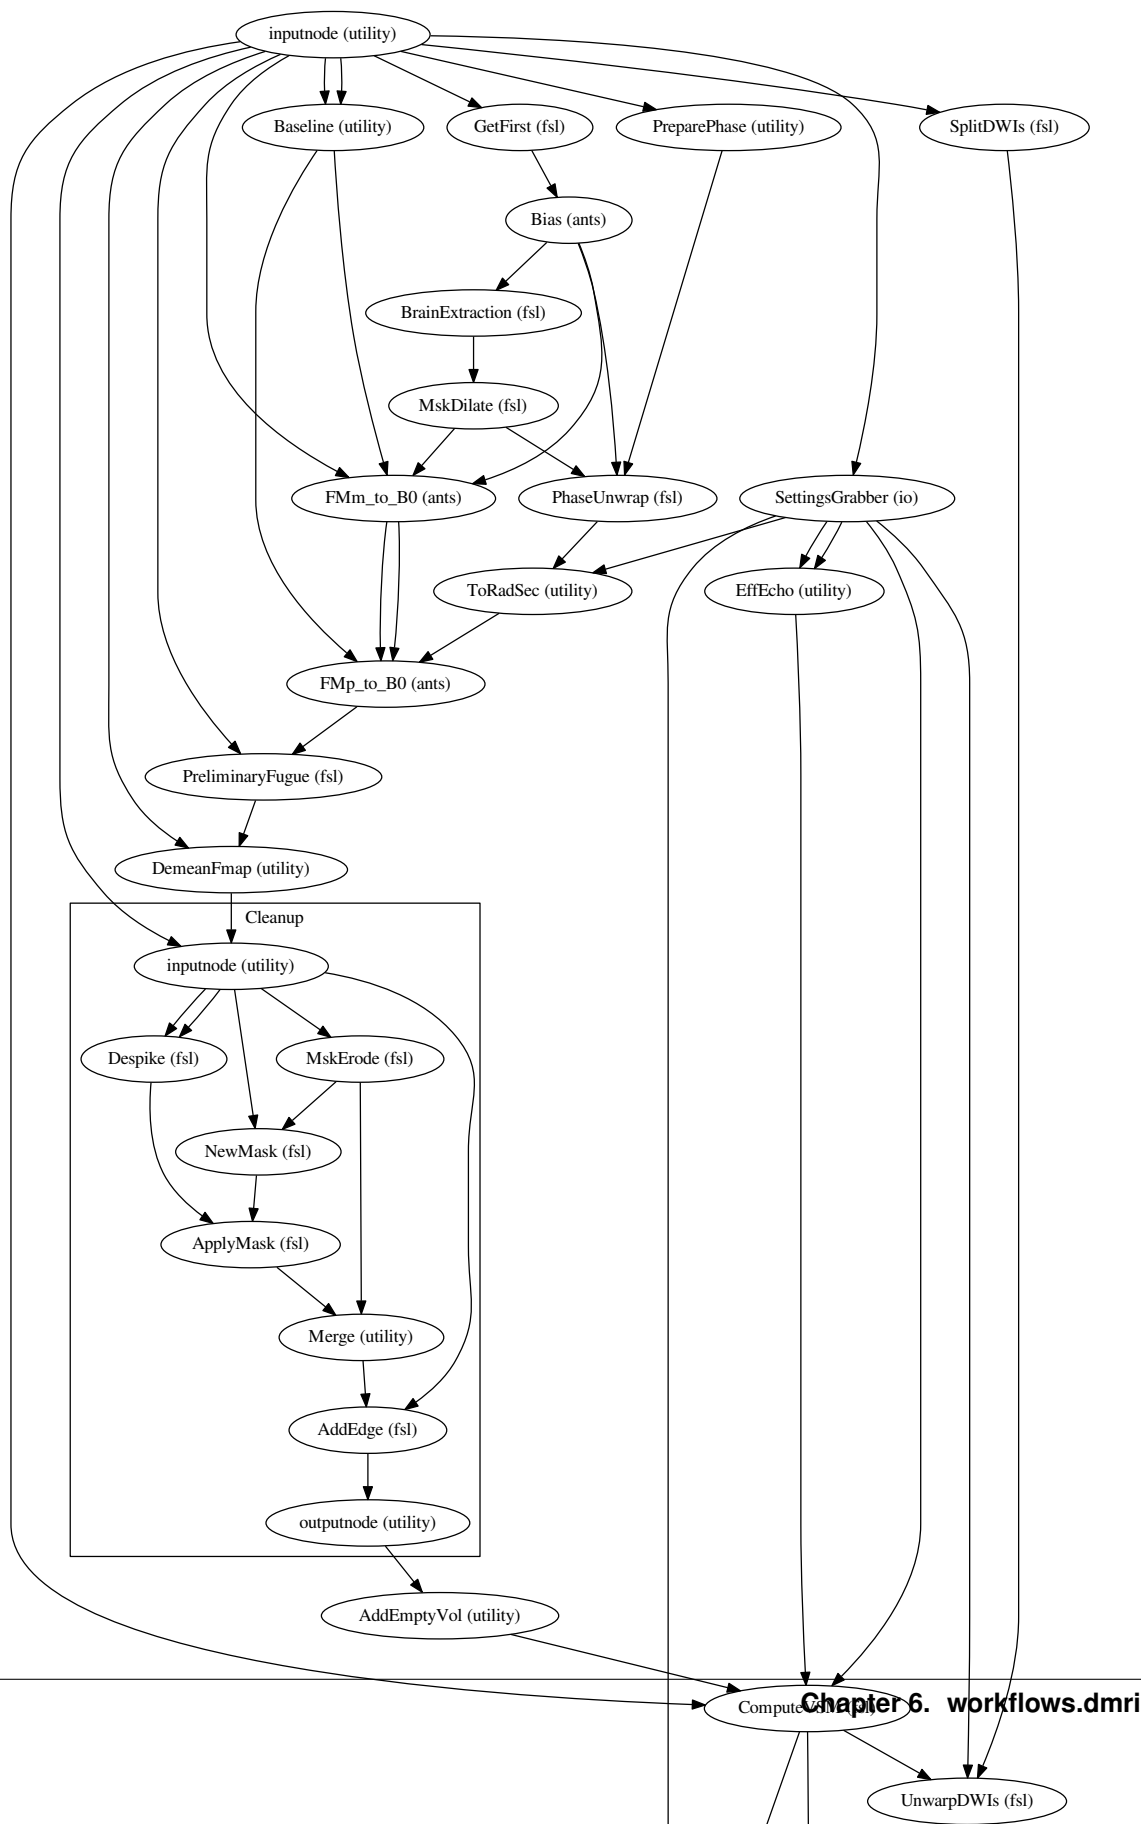 inputnode (utility)
Baseline (utility)
GetFirst (fsl)
PreparePhase (utility)
SplitDWIs (fsl)
Bias (ants)
BrainExtraction (fsl)
MskDilate (fsl)
FMm_to_B0 (ants)
PhaseUnwrap (fsl)
SettingsGrabber (io)
ToRadSec (utility)
EffEcho (utility)
FMp_to_B0 (ants)
PreliminaryFugue (fsl)
DemeanFmap (utility)
Cleanup
inputnode (utility)
Despike (fsl)
MskErode (fsl)
NewMask (fsl)
ApplyMask (fsl)
Merge (utility)
AddEdge (fsl)
outputnode (utility)
AddEmptyVol (utility)
ComputeVSM (fsl)
Chapter 6. workflows.dmri
UnwarpDWIs (fsl)